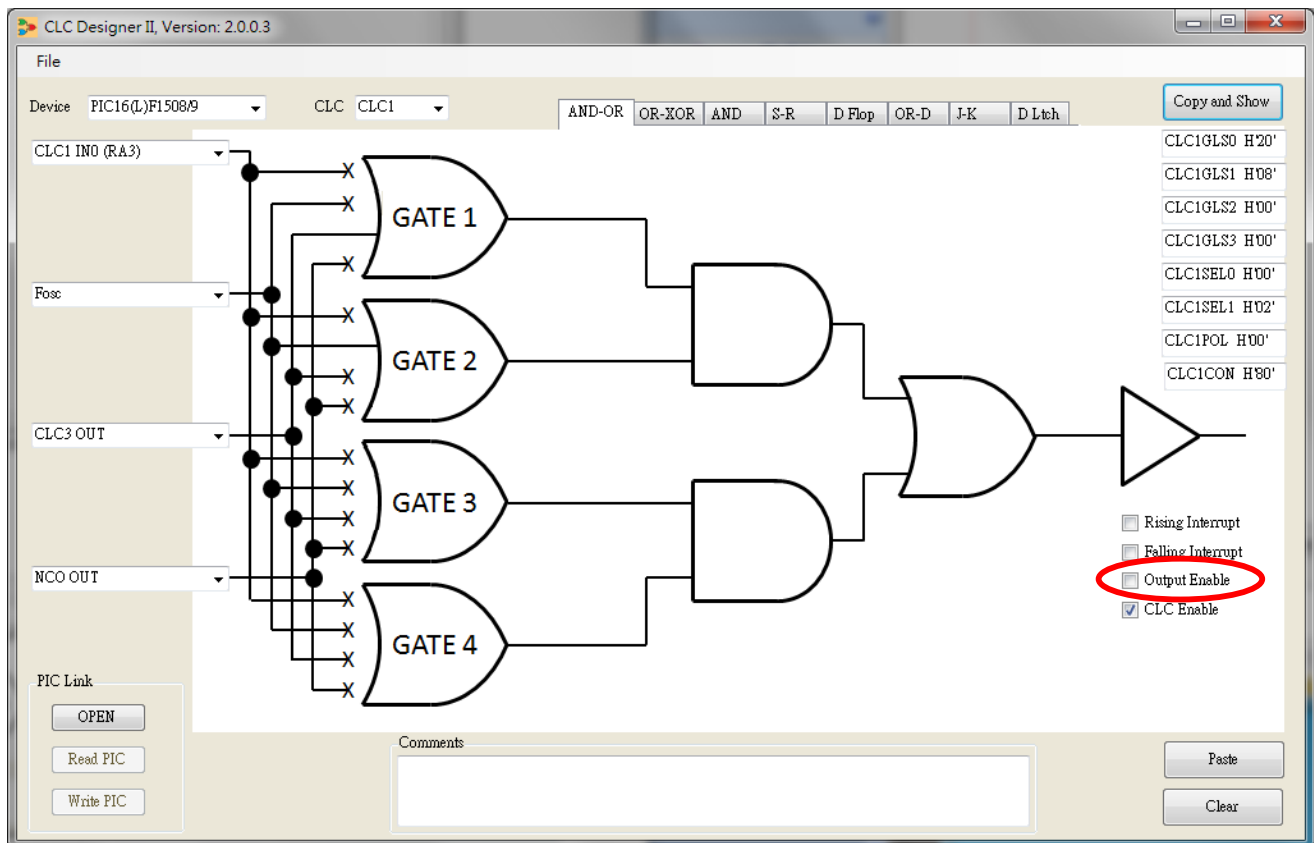 CLC Designer II, Version: 2.0.0.3
File
Device PIC16(L)F1508/9 CLC CLC1
AND-OR OR-XOR AND S-R D Flop OR-D J-K D Ltch
Copy and Show
CLC1GLS0 H'20'
CLC1GLS1 H'08'
CLC1GLS2 H'00'
CLC1GLS3 H'00'
CLC1SEL0 H'00'
CLC1SEL1 H'02'
CLC1POL H'00'
CLC1CON H'80'
CLC1 IN0 (RA3)
Fosc
CLC3 OUT
NCO OUT
X
X
X
GATE 1
X
X
X
GATE 2
X
X
X
X
GATE 3
X
X
X
X
GATE 4
Rising Interrupt
Falling Interrupt
Output Enable
CLC Enable
PIC Link
OPEN
Read PIC
Write PIC
Comments
Paste
Clear